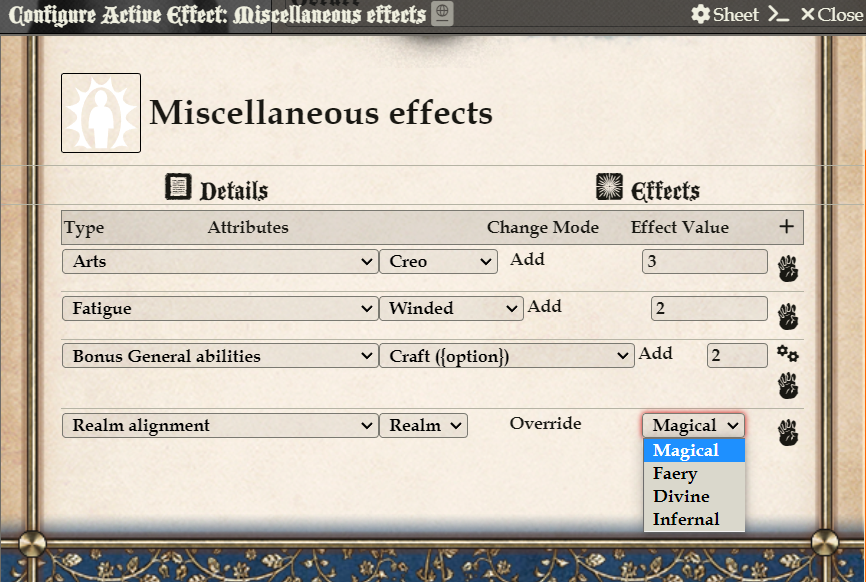 Configure Active Effect: Miscellaneous effects Sheet Close
Miscellaneous effects
Details Effects
Type Attributes Change Mode Effect Value +
Arts Creo Add 3
Fatigue Winded Add 2
Bonus General abilities Craft ({option}) Add 2
Realm alignment Realm Override Magical
Magical
Faery
Divine
Infernal